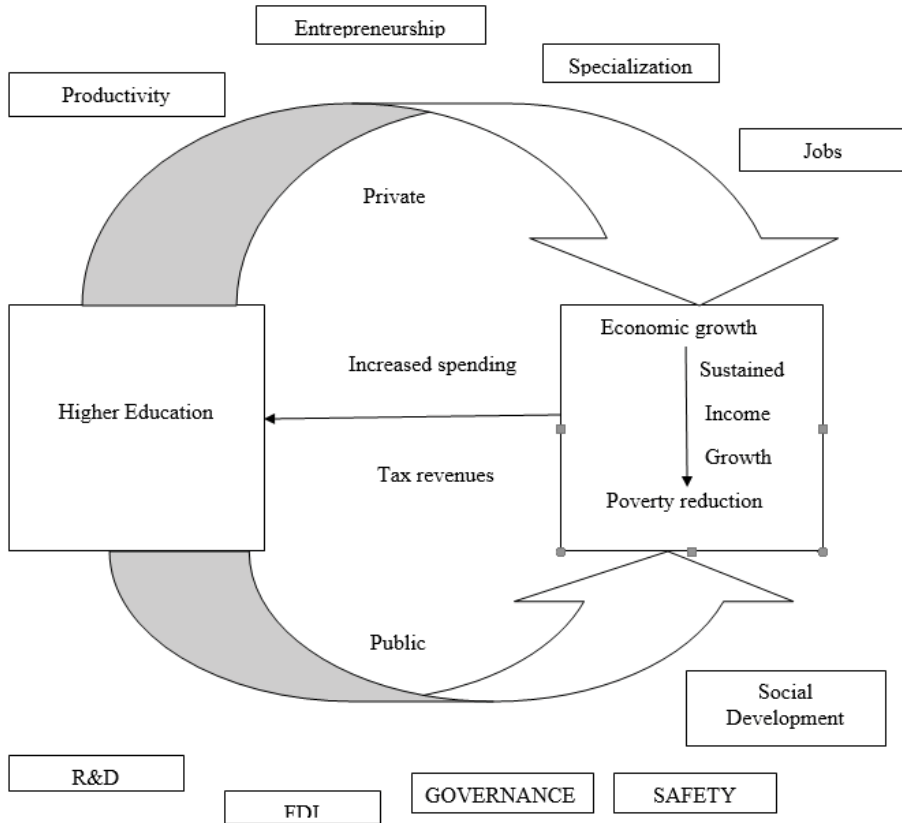 Entrepreneurship
Specialization
Productivity
Jobs
Private
Economic growth
Increased spending
Sustained
Higher Education
Income
Growth
Tax revenues
Poverty reduction
Public
Social
Development
R&D
GOVERNANCE
SAFETY
FDI